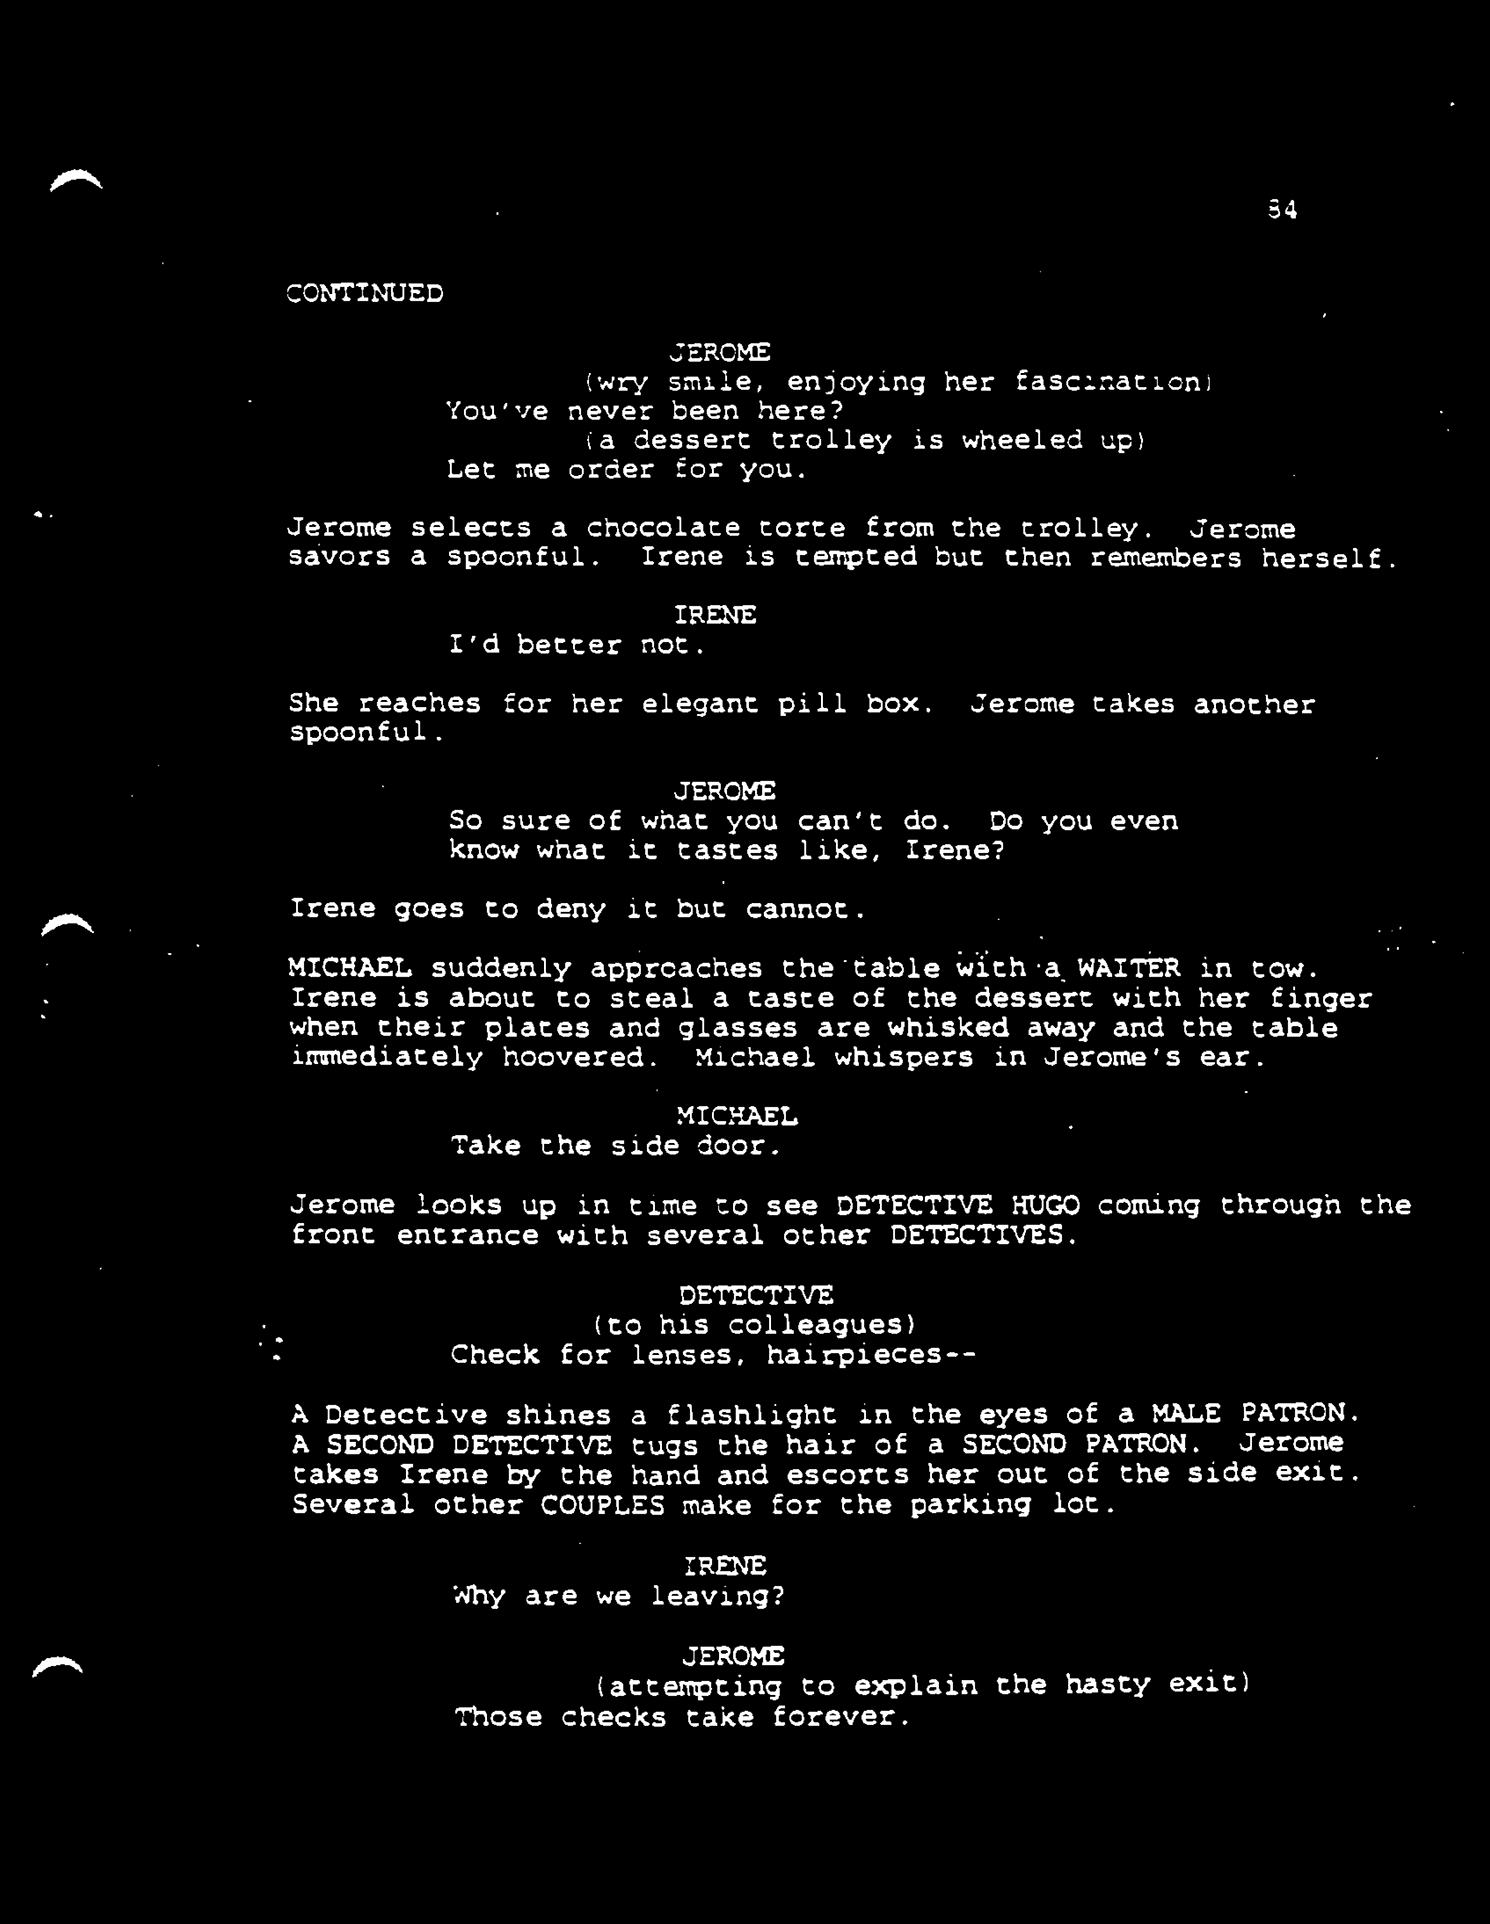 84
CONTINUED
JEROME
(wry smile, enjoying her fascination)
You've never been here?
(a dessert trolley is wheeled up)
Let me order for you.
Jerome selects a chocolate torte from the trolley. Jerome
savors a spoonful. Irene is tempted but then remembers herself.
IRENE
I'd better not.
She reaches for her elegant pill box. Jerome takes another
spoonful.
JEROME
So sure of what you can't do. Do you even
know what it tastes like, Irene?
Irene goes to deny it but cannot.
MICHAEL suddenly approaches the table with a WAITER in tow.
Irene is about to steal a taste of the dessert with her finger
when their plates and glasses are whisked away and the table
immediately hoovered. Michael whispers in Jerome's ear.
MICHAEL
Take the side door.
Jerome looks up in time to see DETECTIVE HUGO coming through the
front entrance with several other DETECTIVES.
DETECTIVE
(to his colleagues)
Check for lenses, hairpieces--
A Detective shines a flashlight in the eyes of a MALE PATRON.
A SECOND DETECTIVE tugs the hair of a SECOND PATRON. Jerome
takes Irene by the hand and escorts her out of the side exit.
Several other COUPLES make for the parking lot.
IRENE
Why are we leaving?
JEROME
(attempting to explain the hasty exit)
Those checks take forever.